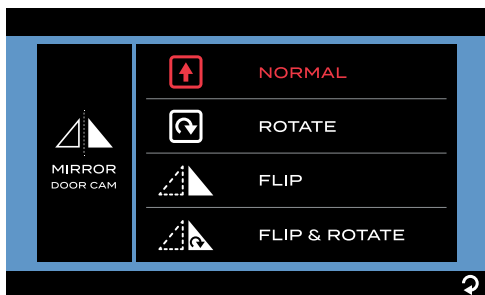 MIRROR
DOOR CAM
NORMAL
ROTATE
FLIP
FLIP & ROTATE